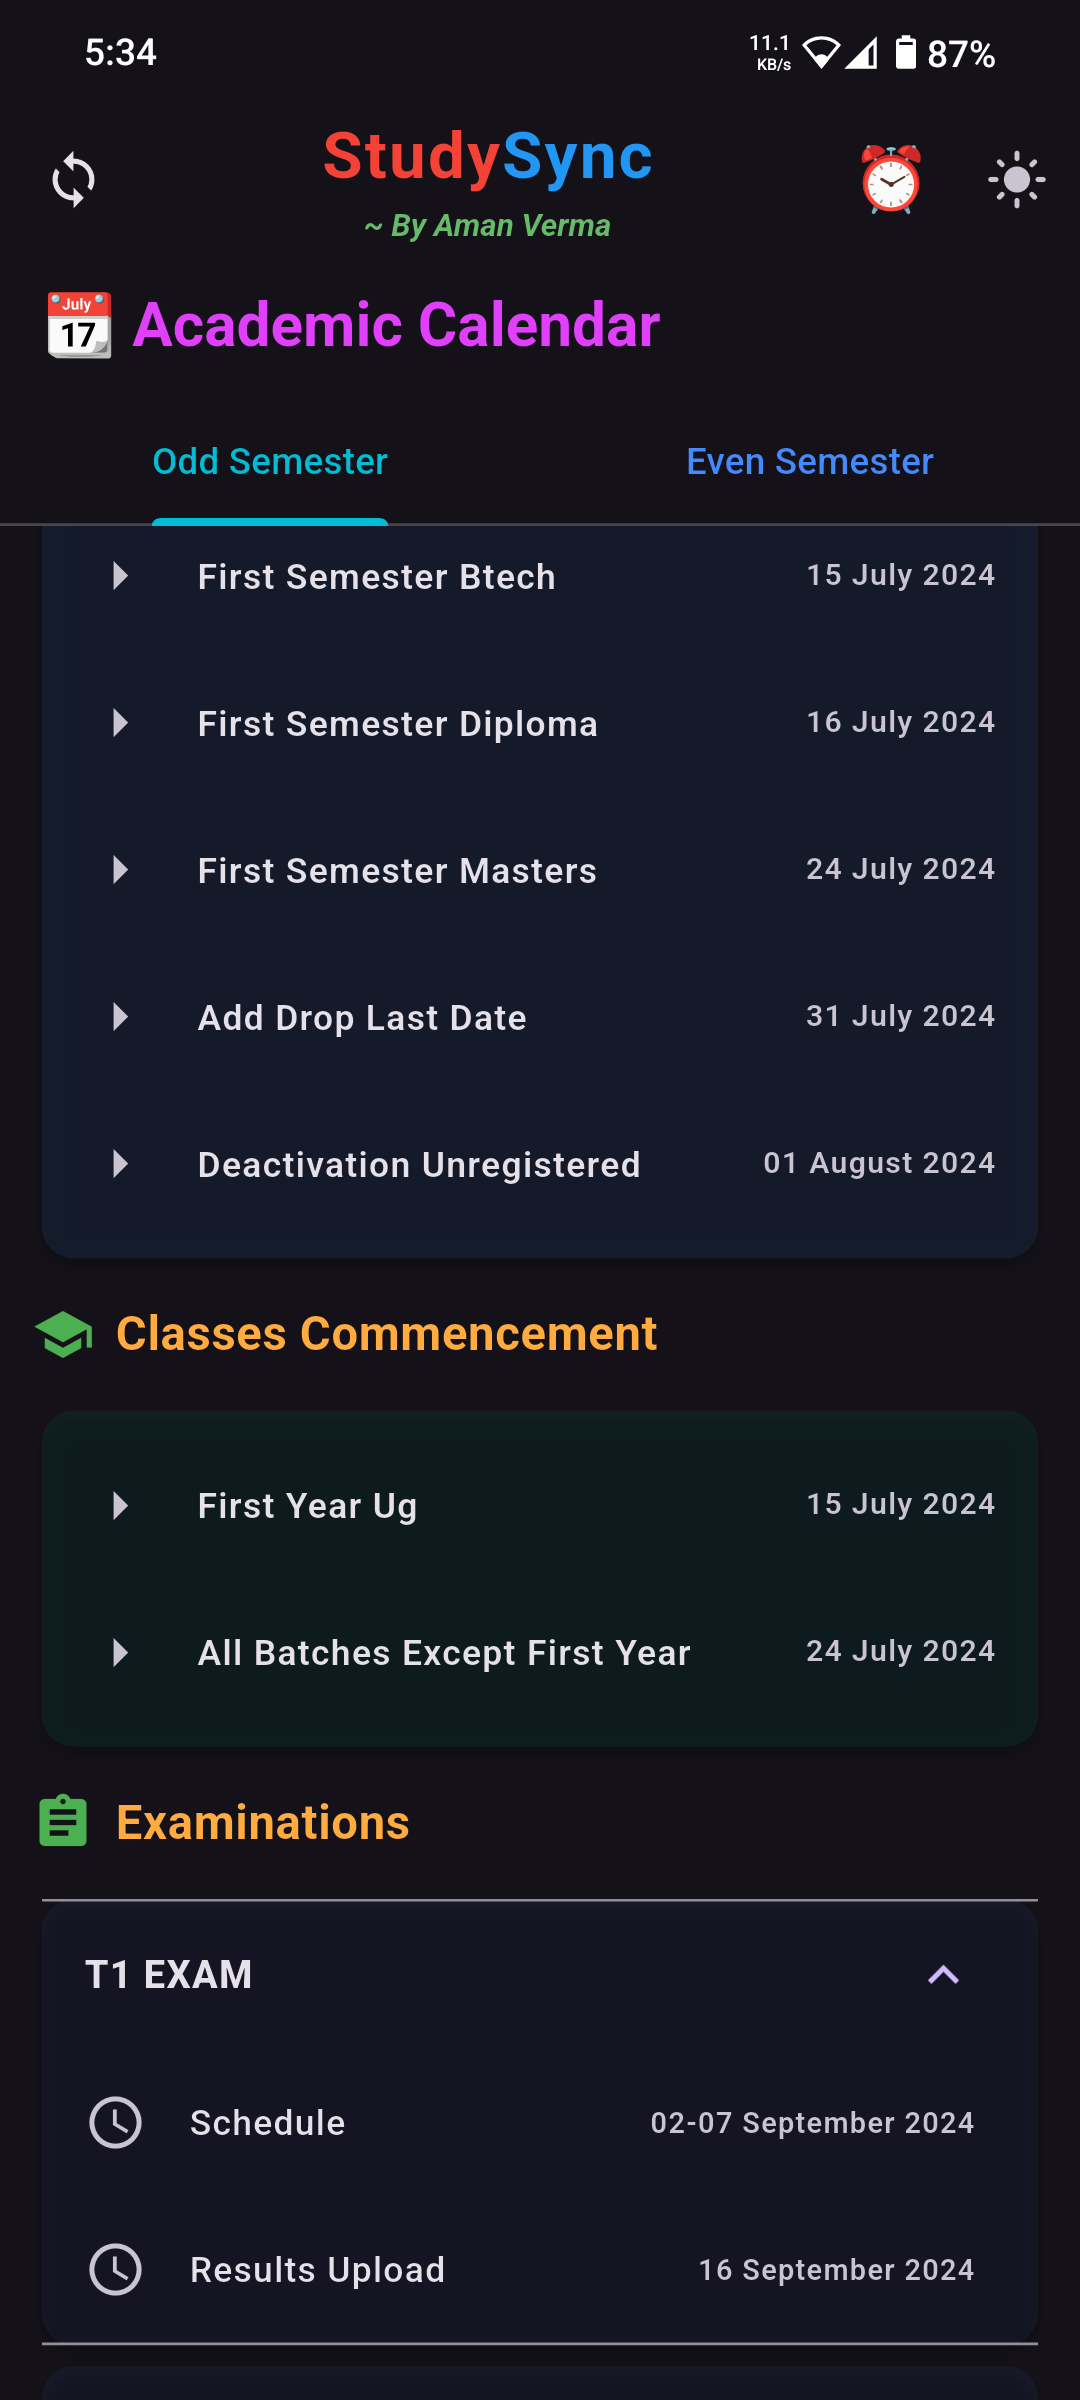 5:34
11.1
KB/s
87%
StudySync
~ By Aman Verma
July
17
Academic Calendar
Odd Semester
Even Semester
First Semester Btech 15 July 2024
First Semester Diploma 16 July 2024
First Semester Masters 24 July 2024
Add Drop Last Date 31 July 2024
Deactivation Unregistered 01 August 2024
Classes Commencement
First Year Ug 15 July 2024
All Batches Except First Year 24 July 2024
Examinations
T1 EXAM
Schedule 02-07 September 2024
Results Upload 16 September 2024